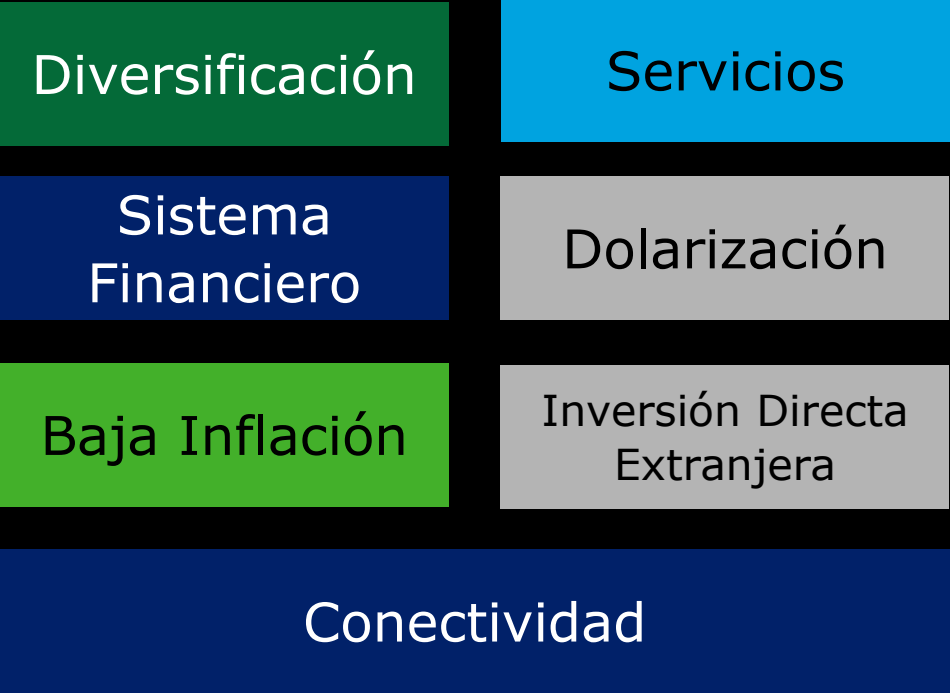 Diversificación
Servicios
Sistema
Financiero
Dolarización
Baja Inflación
Inversión Directa
Extranjera
Conectividad